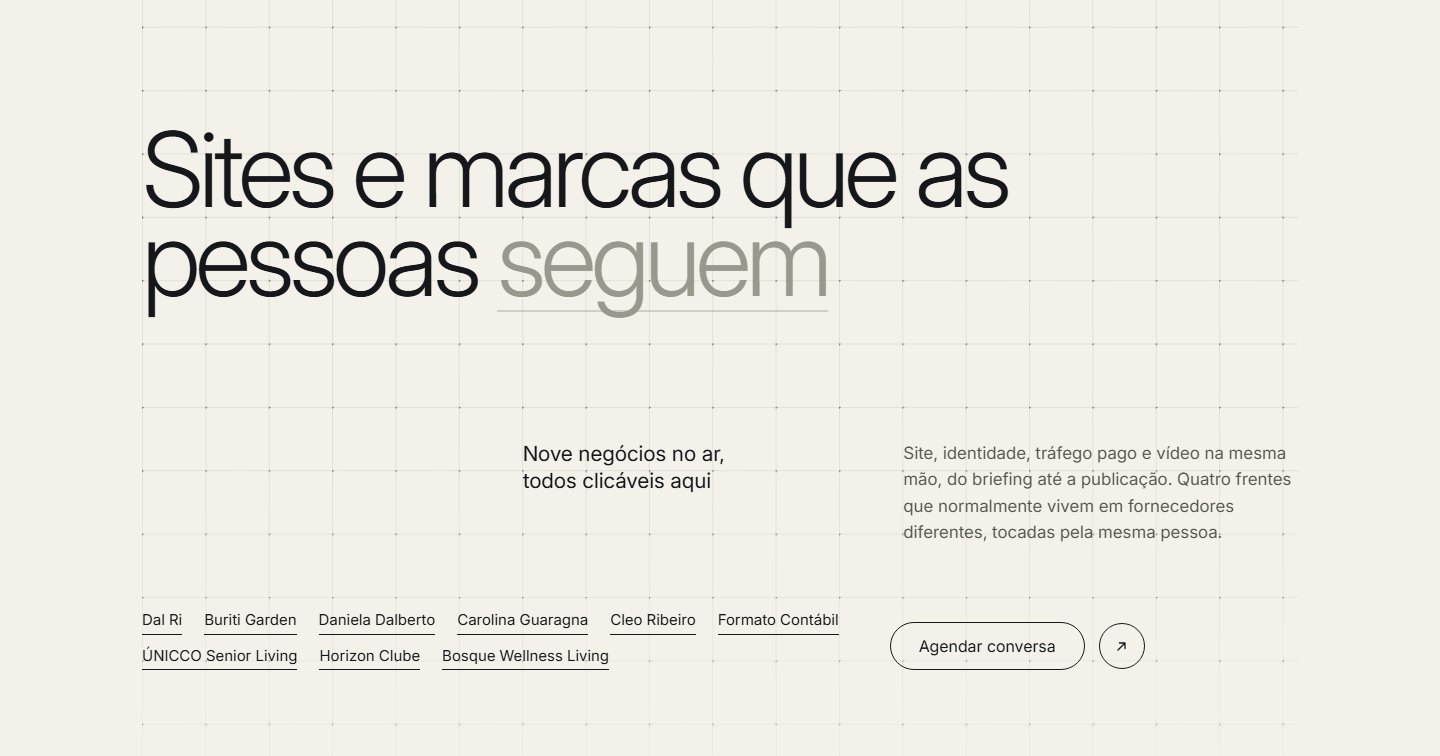 Sites e marcas que as
pessoas seguem
Nove negócios no ar,
todos clicáveis aqui
Site, identidade, tráfego pago e vídeo na mesma
mão, do briefing até a publicação. Quatro frentes
que normalmente vivem em fornecedores
diferentes, tocadas pela mesma pessoa.
Dal Ri Buriti Garden Daniela Dalberto Carolina Guaragna Cleo Ribeiro Formato Contábil
ÚNICCO Senior Living Horizon Clube Bosque Wellness Living
Agendar conversa